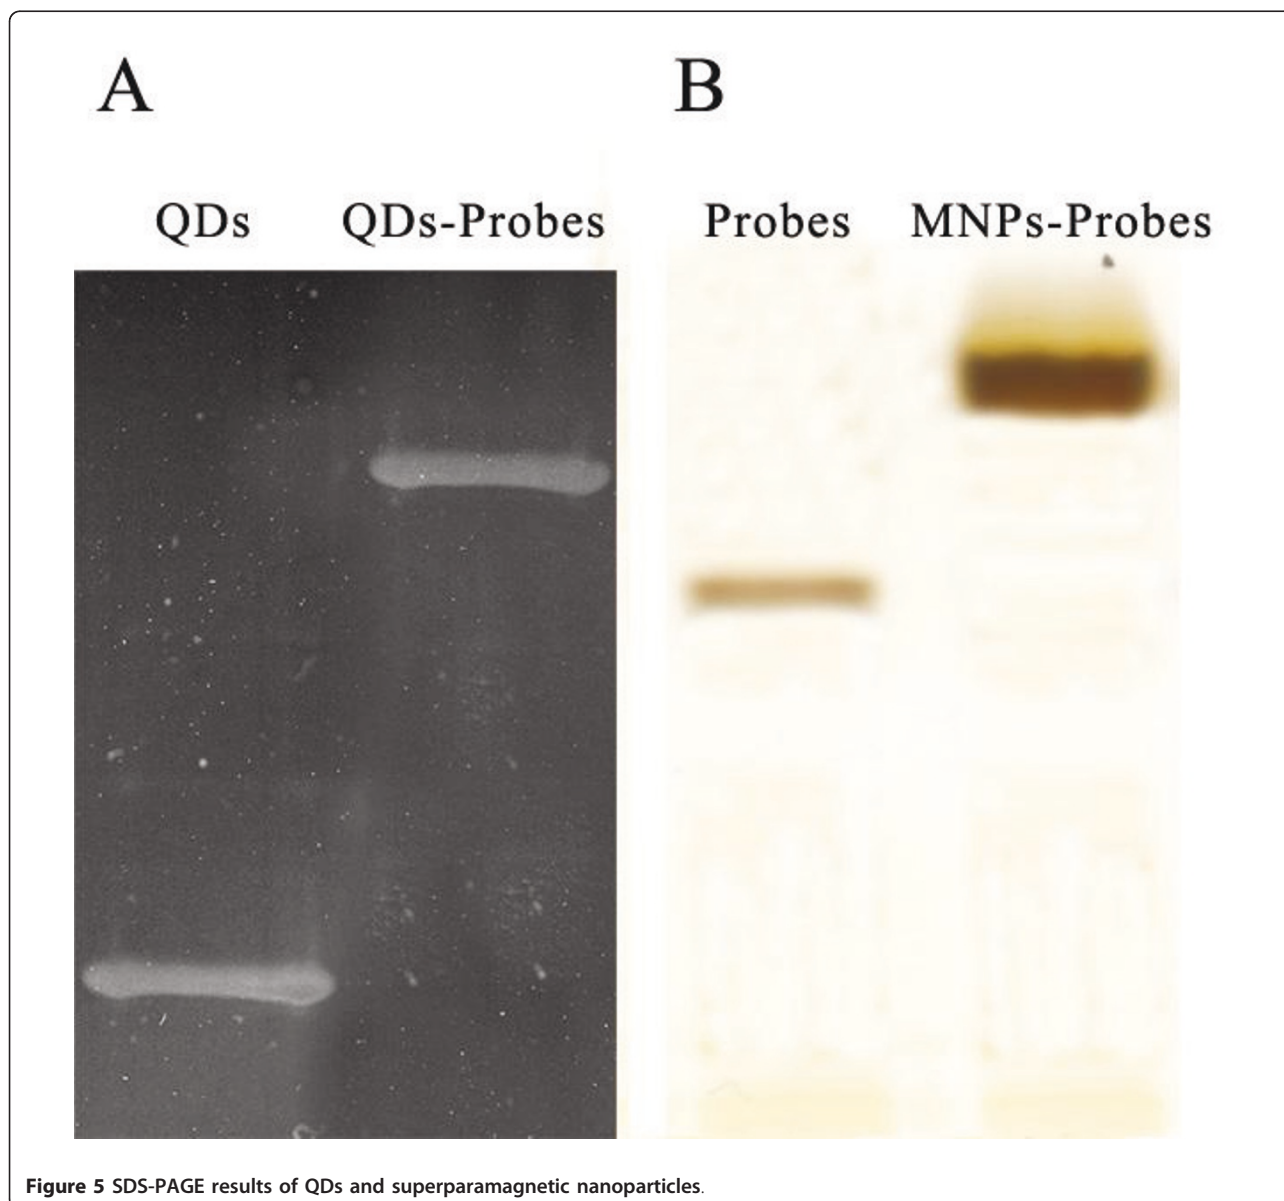 A B
QDs QDs-Probes Probes MNPs-Probes
Figure 5 SDS-PAGE results of QDs and superparamagnetic nanoparticles.